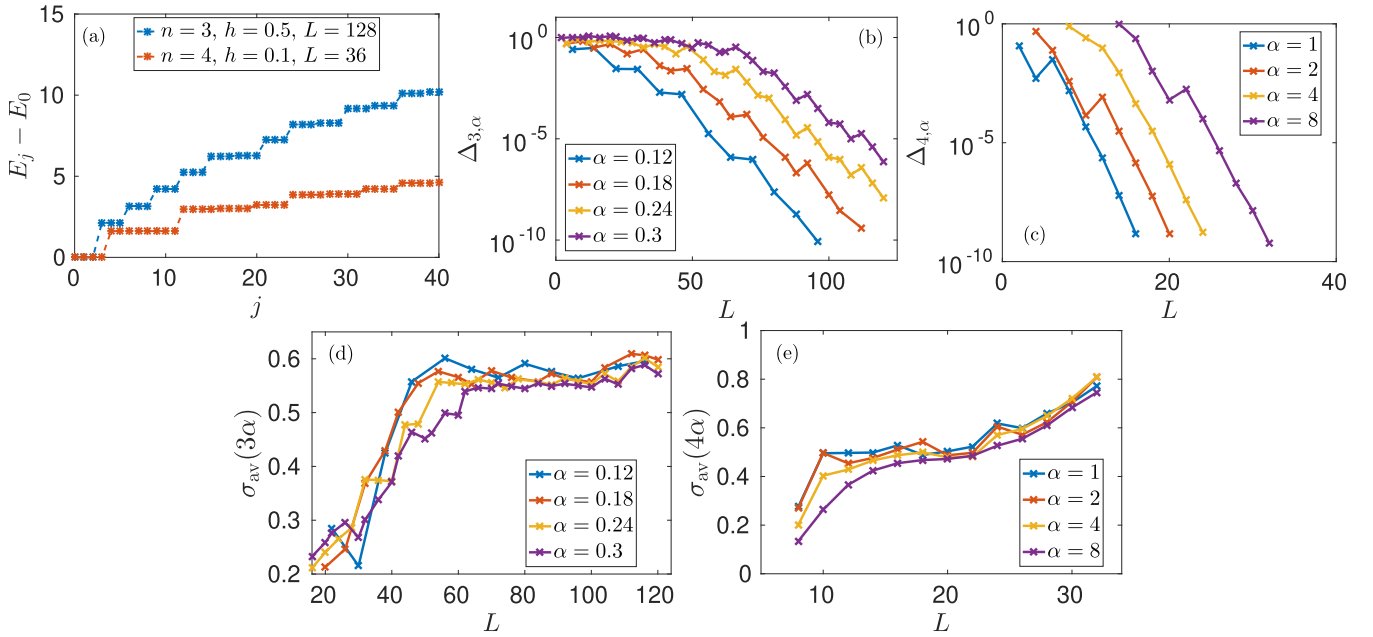 (a)
n = 3, h = 0.5, L = 128
n = 4, h = 0.1, L = 36
E_j − E_0
15
10
5
0
0 10 20 30 40
j
(b)
Δ_{3,α}
10^0
10^{-5}
10^{-10}
α = 0.12
α = 0.18
α = 0.24
α = 0.3
0 50 100
L
(c)
Δ_{4,α}
10^0
10^{-5}
10^{-10}
α = 1
α = 2
α = 4
α = 8
0 20 40
L
(d)
σ_{av}(3α)
0.6
0.5
0.4
0.3
0.2
α = 0.12
α = 0.18
α = 0.24
α = 0.3
20 40 60 80 100 120
L
(e)
σ_{av}(4α)
1
0.8
0.6
0.4
0.2
0
α = 1
α = 2
α = 4
α = 8
10 20 30
L